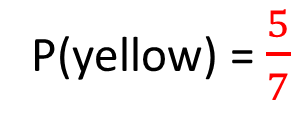 P(yellow) = 5/7